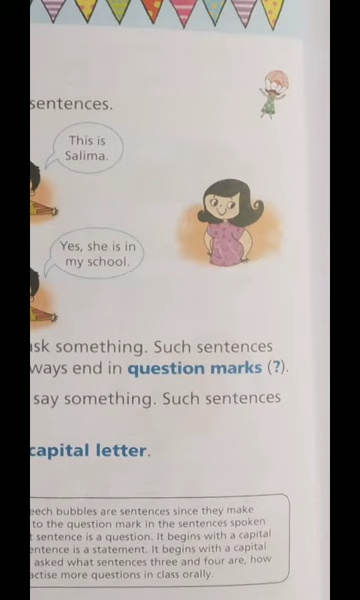 sentences.
This is
Salima.
Yes, she is in
my school.
ask something. Such sentences
ways end in question marks (?).
say something. Such sentences
capital letter.
eech bubbles are sentences since they make
to the question mark in the sentences spoken
t sentence is a question. It begins with a capital
entence is a statement. It begins with a capital
asked what sentences three and four are, how
actise more questions in class orally.